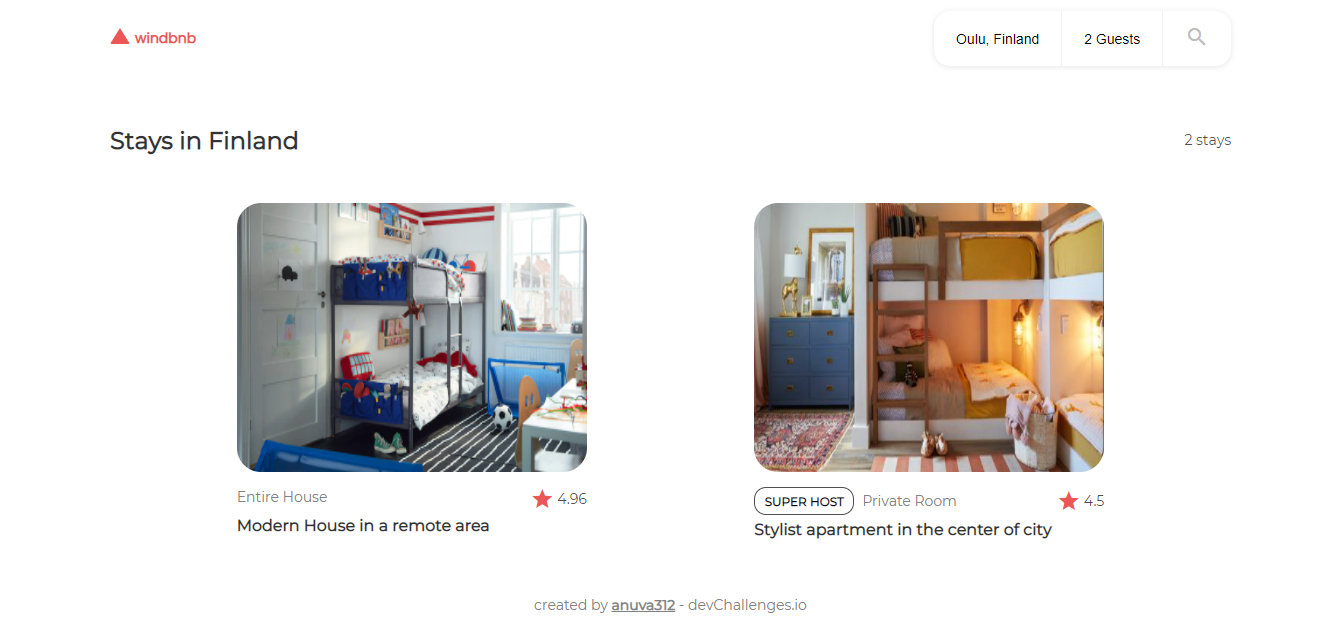 windbnb
Oulu, Finland
2 Guests
Stays in Finland
2 stays
Entire House
4.96
Modern House in a remote area
SUPER HOST
Private Room
4.5
Stylist apartment in the center of city
created by anuva312 - devChallenges.io